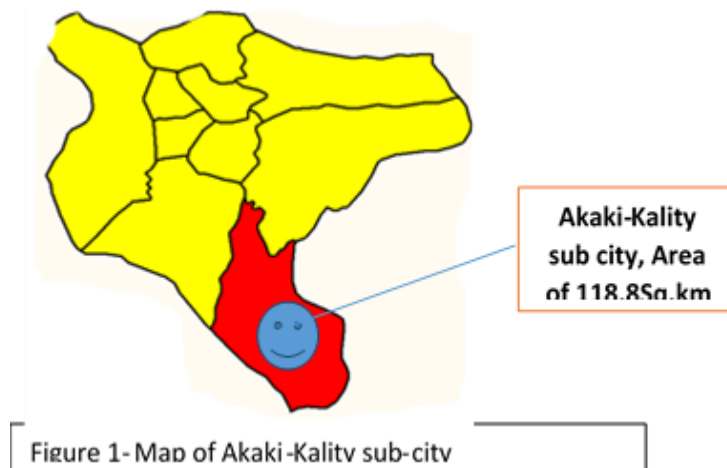 Akaki-Kality
sub city, Area
of 118.8Sq.km
Figure 1- Map of Akaki-Kality sub-city